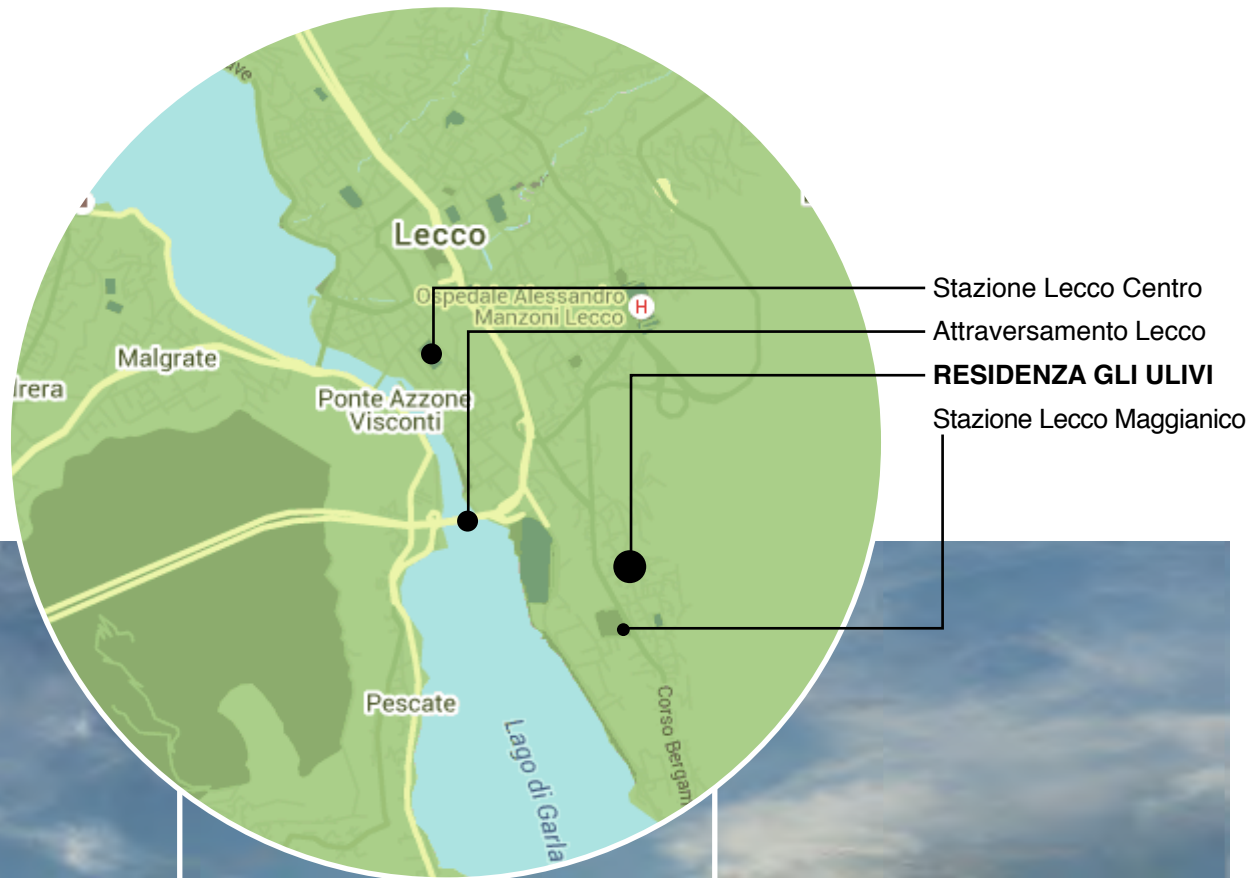 Lecco
Ospedale Alessandro
Manzoni Lecco
H
Malgrate
Ponte Azzone
Visconti
Pescate
Lago di Garla
Corso Bergam
Stazione Lecco Centro
Attraversamento Lecco
RESIDENZA GLI ULIVI
Stazione Lecco Maggianico